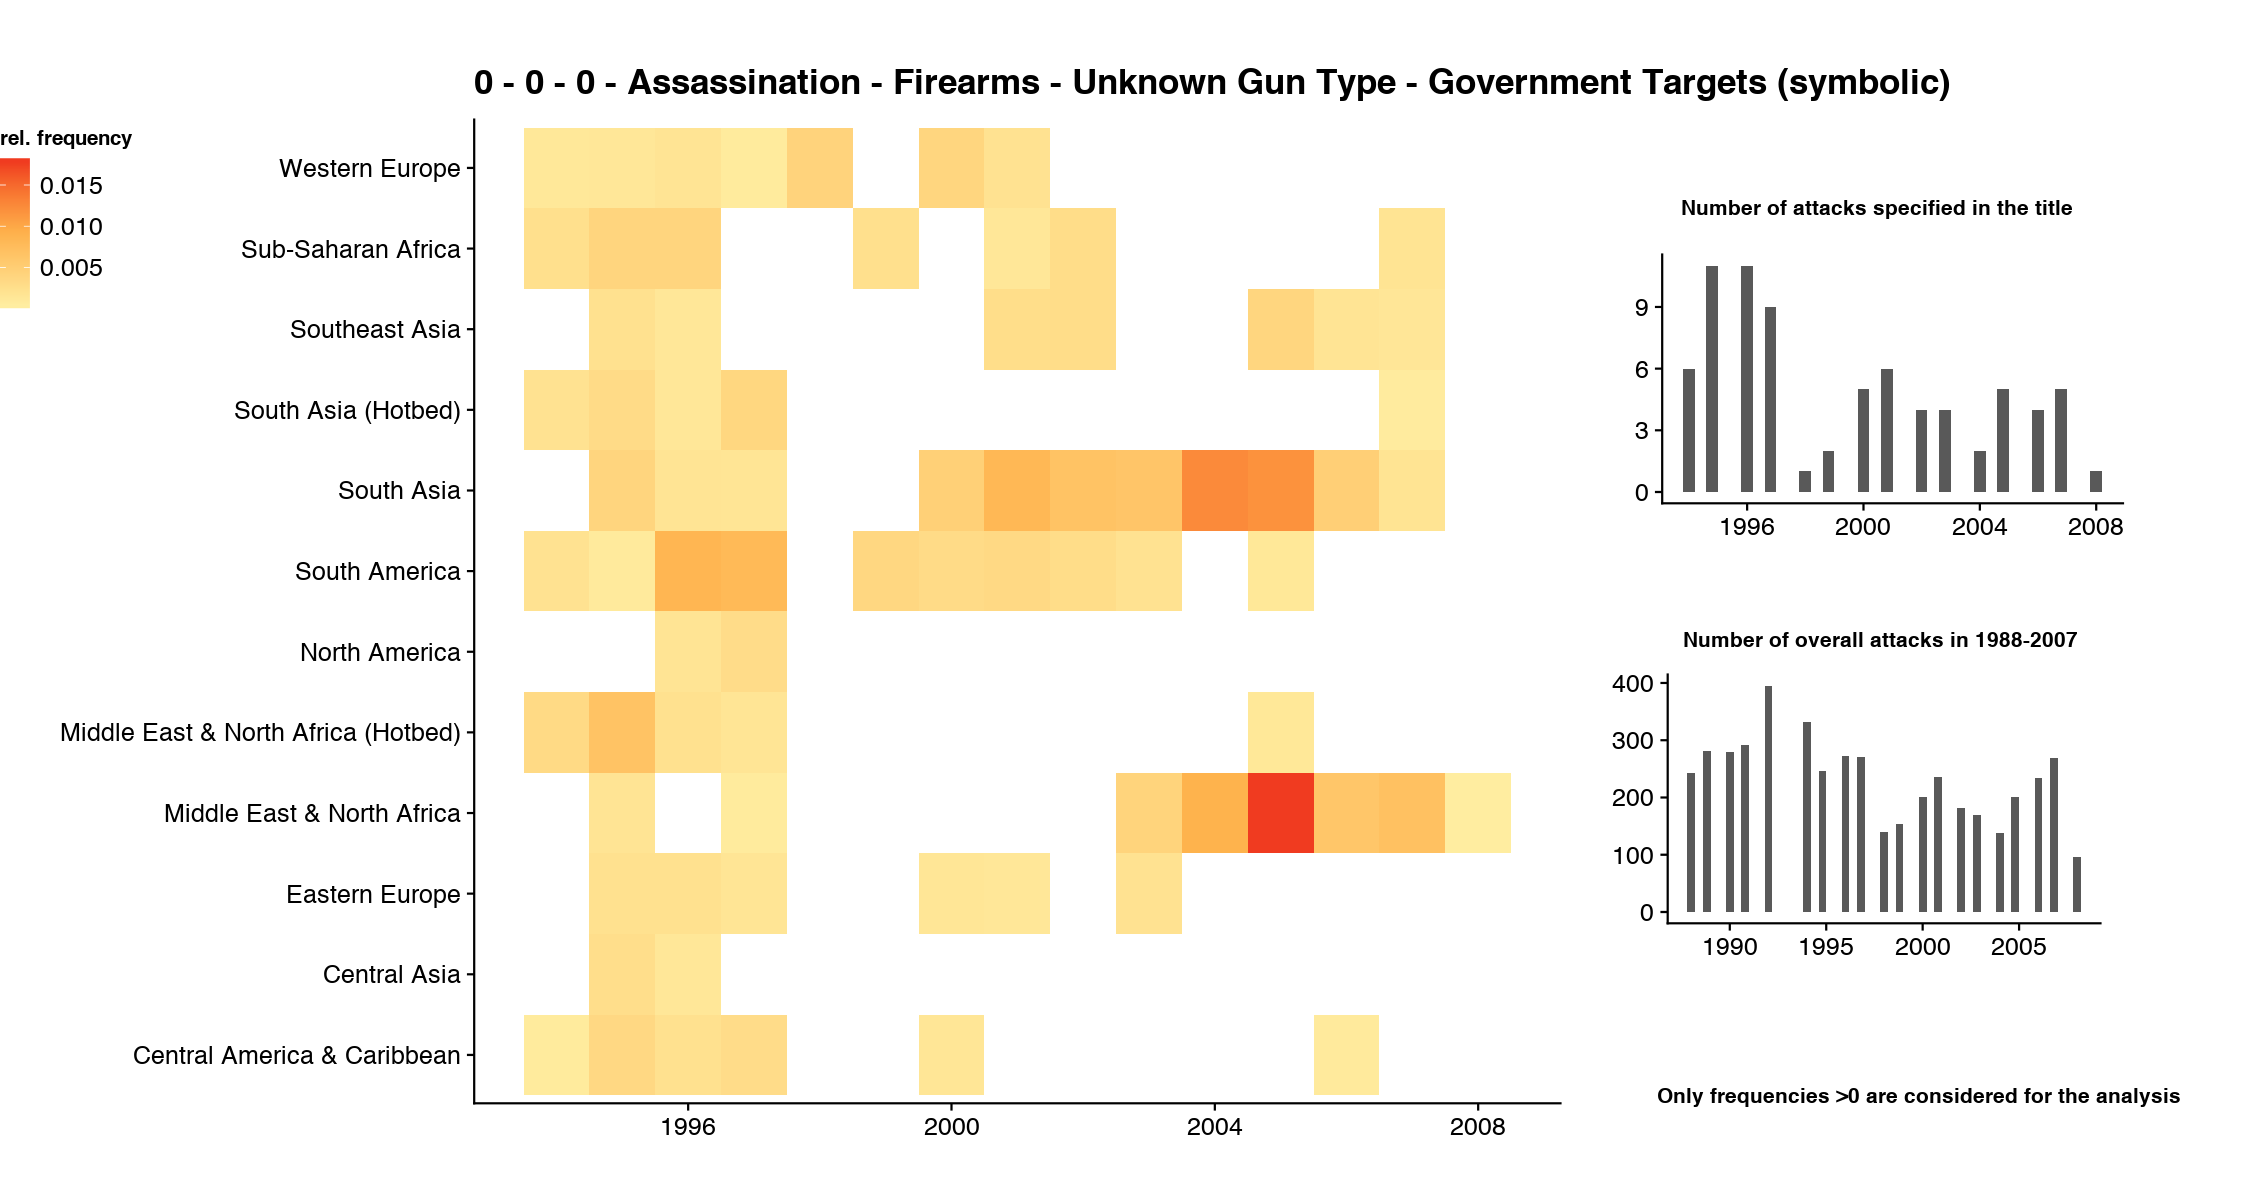 0 - 0 - 0 - Assassination - Firearms - Unknown Gun Type - Government Targets (symbolic)
rel. frequency
0.015
0.010
0.005
Western Europe
Sub-Saharan Africa
Southeast Asia
South Asia (Hotbed)
South Asia
South America
North America
Middle East & North Africa (Hotbed)
Middle East & North Africa
Eastern Europe
Central Asia
Central America & Caribbean
1996 2000 2004 2008
Number of attacks specified in the title
9
6
3
0
1996 2000 2004 2008
Number of overall attacks in 1988-2007
400
300
200
100
0
1990 1995 2000 2005
Only frequencies >0 are considered for the analysis